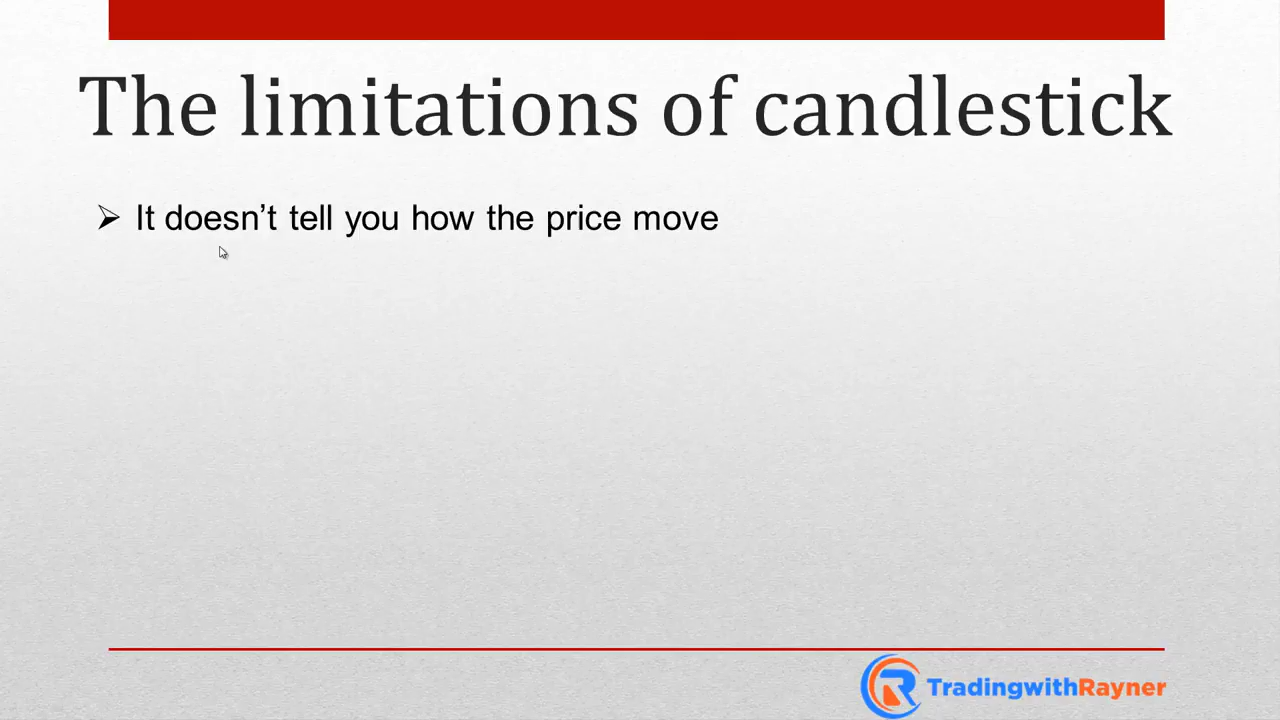 The limitations of candlestick
➢ It doesn’t tell you how the price move
TradingwithRayner